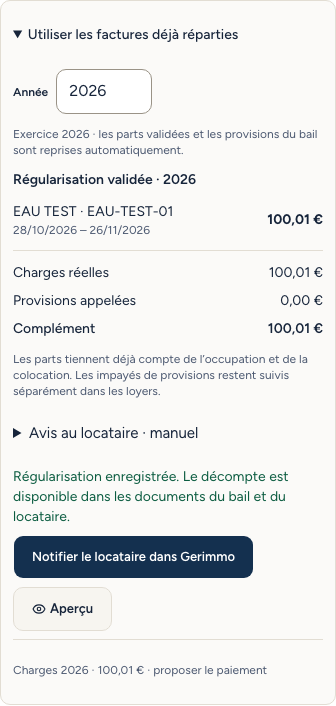 ▼ Utiliser les factures déjà réparties
Année 2026
Exercice 2026 · les parts validées et les provisions du bail
sont reprises automatiquement.
Régularisation validée · 2026
EAU TEST · EAU-TEST-01 100,01 €
28/10/2026 – 26/11/2026
Charges réelles 100,01 €
Provisions appelées 0,00 €
Complément 100,01 €
Les parts tiennent déjà compte de l’occupation et de la
colocation. Les impayés de provisions restent suivis
séparément dans les loyers.
▶ Avis au locataire · manuel
Régularisation enregistrée. Le décompte est
disponible dans les documents du bail et du
locataire.
Notifier le locataire dans Gerimmo
Aperçu
Charges 2026 · 100,01 € · proposer le paiement